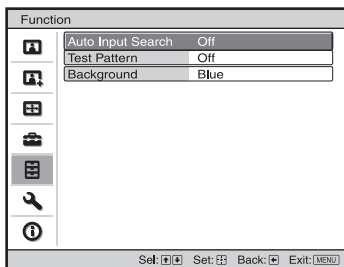 Function
Auto Input Search Off
Test Pattern Off
Background Blue
Sel: Set: Back: Exit: MENU